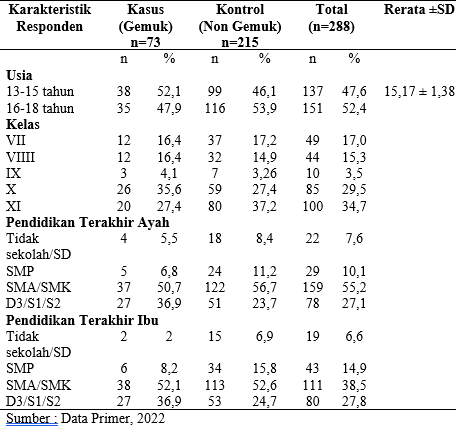 Karakteristik Kasus Kontrol Total Rerata ±SD
Responden (Gemuk) (Non Gemuk) (n=288)
n=73 n=215
n % n % n %
Usia
13-15 tahun 38 52,1 99 46,1 137 47,6 15,17 ± 1,38
16-18 tahun 35 47,9 116 53,9 151 52,4
Kelas
VII 12 16,4 37 17,2 49 17,0
VIIII 12 16,4 32 14,9 44 15,3
IX 3 4,1 7 3,26 10 3,5
X 26 35,6 59 27,4 85 29,5
XI 20 27,4 80 37,2 100 34,7
Pendidikan Terakhir Ayah
Tidak 4 5,5 18 8,4 22 7,6
sekolah/SD
SMP 5 6,8 24 11,2 29 10,1
SMA/SMK 37 50,7 122 56,7 159 55,2
D3/S1/S2 27 36,9 51 23,7 78 27,1
Pendidikan Terakhir Ibu
Tidak 2 2 15 6,9 19 6,6
sekolah/SD
SMP 6 8,2 34 15,8 43 14,9
SMA/SMK 38 52,1 113 52,6 111 38,5
D3/S1/S2 27 36,9 53 24,7 80 27,8
Sumber : Data Primer, 2022